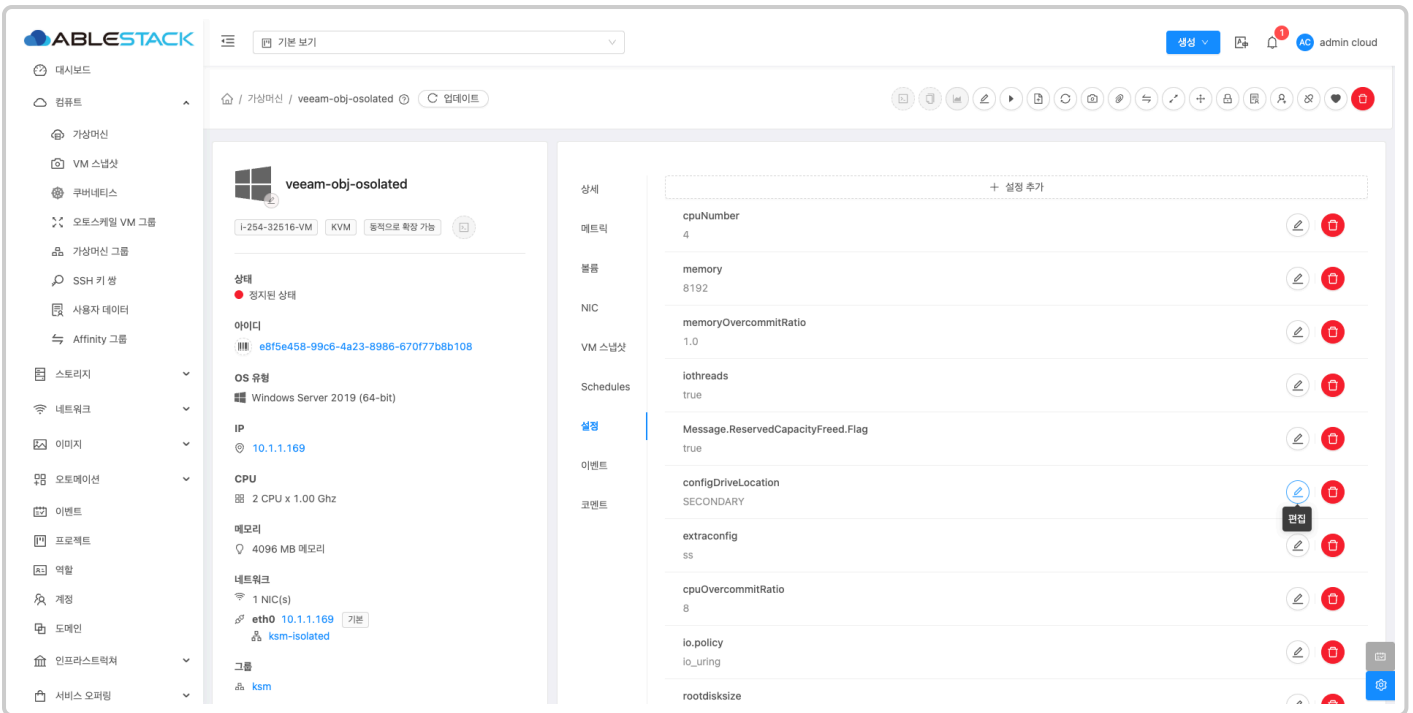 ABLESTACK
기본 보기
생성
1
AC
admin cloud
대시보드
컴퓨트
가상머신
VM 스냅샷
쿠버네티스
오토스케일 VM 그룹
가상머신 그룹
SSH 키 쌍
사용자 데이터
Affinity 그룹
스토리지
네트워크
이미지
오토메이션
이벤트
프로젝트
역할
계정
도메인
인프라스트럭쳐
서비스 오퍼링
/ 가상머신 / veeam-obj-osolated
업데이트
veeam-obj-osolated
i-254-32516-VM
KVM
동적으로 확장 가능
상태
정지된 상태
아이디
e8f5e458-99c6-4a23-8986-670f77b8b108
OS 유형
Windows Server 2019 (64-bit)
IP
10.1.1.169
CPU
2 CPU x 1.00 Ghz
메모리
4096 MB 메모리
네트워크
1 NIC(s)
eth0 10.1.1.169 기본
ksm-isolated
그룹
ksm
상세
메트릭
볼륨
NIC
VM 스냅샷
Schedules
설정
이벤트
코멘트
+ 설정 추가
cpuNumber
4
memory
8192
memoryOvercommitRatio
1.0
iothreads
true
Message.ReservedCapacityFreed.Flag
true
configDriveLocation
SECONDARY
편집
extraconfig
ss
cpuOvercommitRatio
8
io.policy
io_uring
rootdisksize